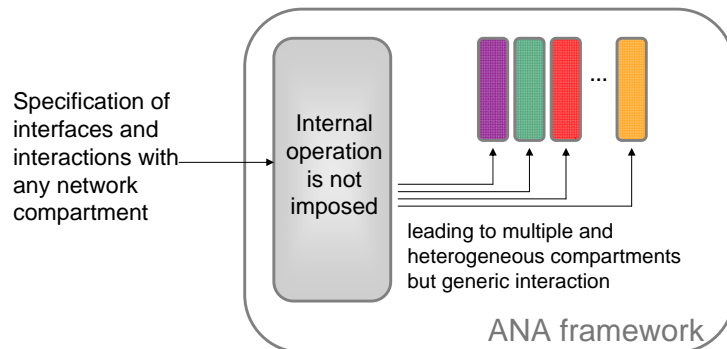 Specification of
interfaces and
interactions with
any network
compartment
Internal
operation
is not
imposed
...
leading to multiple and
heterogeneous compartments
but generic interaction
ANA framework